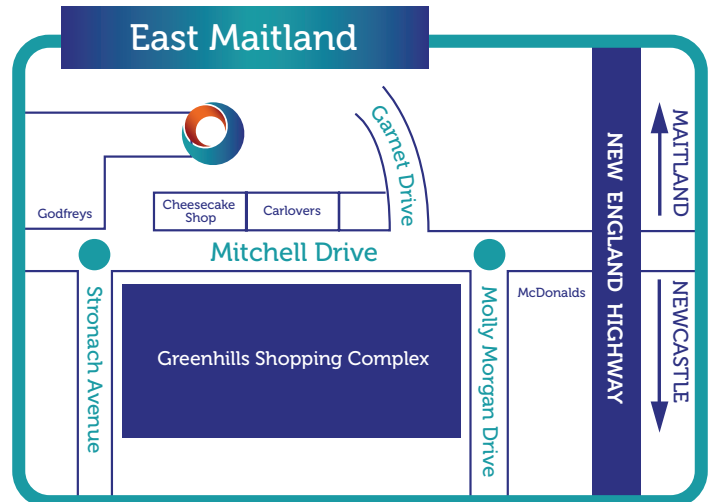 East Maitland
Garnet Drive
MAITLAND
NEW ENGLAND HIGHWAY
Godfreys
Cheesecake
Shop
Carlovers
Mitchell Drive
Stronach Avenue
Greenhills Shopping Complex
Molly Morgan Drive
McDonalds
NEWCASTLE